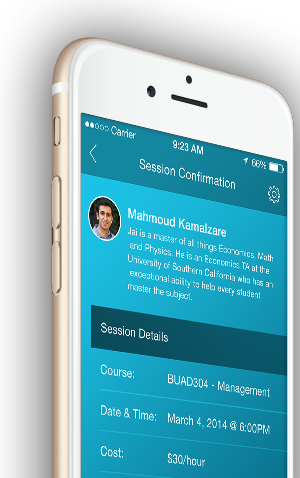 Carrier 9:23 AM 66%
Session Confirmation
Mahmoud Kamalzare
Jai is a master of all things Economics, Math
and Physics. He is an Economics TA at the
University of Southern California who has an
exceptional ability to help every student
master the subject.
Session Details
Course: BUAD304 - Management
Date & Time: March 4, 2014 @ 6:00PM
Cost: $30/hour